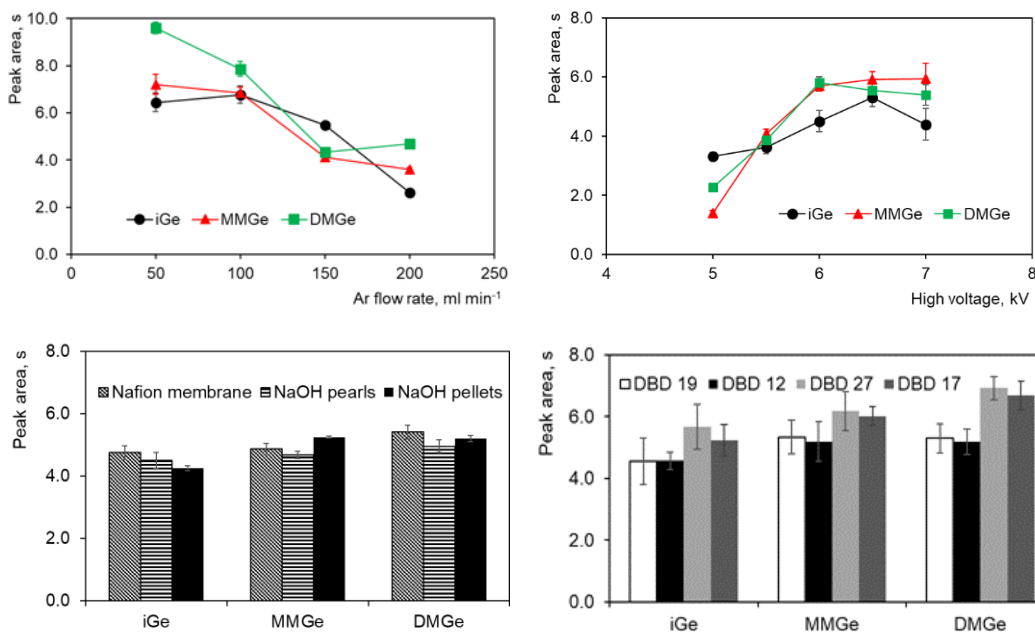 Peak area, s
10.0
8.0
6.0
4.0
2.0
0.0
iGe MMGe DMGe
0 50 100 150 200 250
Ar flow rate, ml min⁻¹
Peak area, s
8.0
6.0
4.0
2.0
0.0
iGe MMGe DMGe
4 5 6 7 8
High voltage, kV
Peak area, s
8.0
6.0
4.0
2.0
0.0
Nafion membrane NaOH pearls NaOH pellets
iGe MMGe DMGe
Peak area, s
8.0
6.0
4.0
2.0
0.0
DBD 19 DBD 12 DBD 27 DBD 17
iGe MMGe DMGe